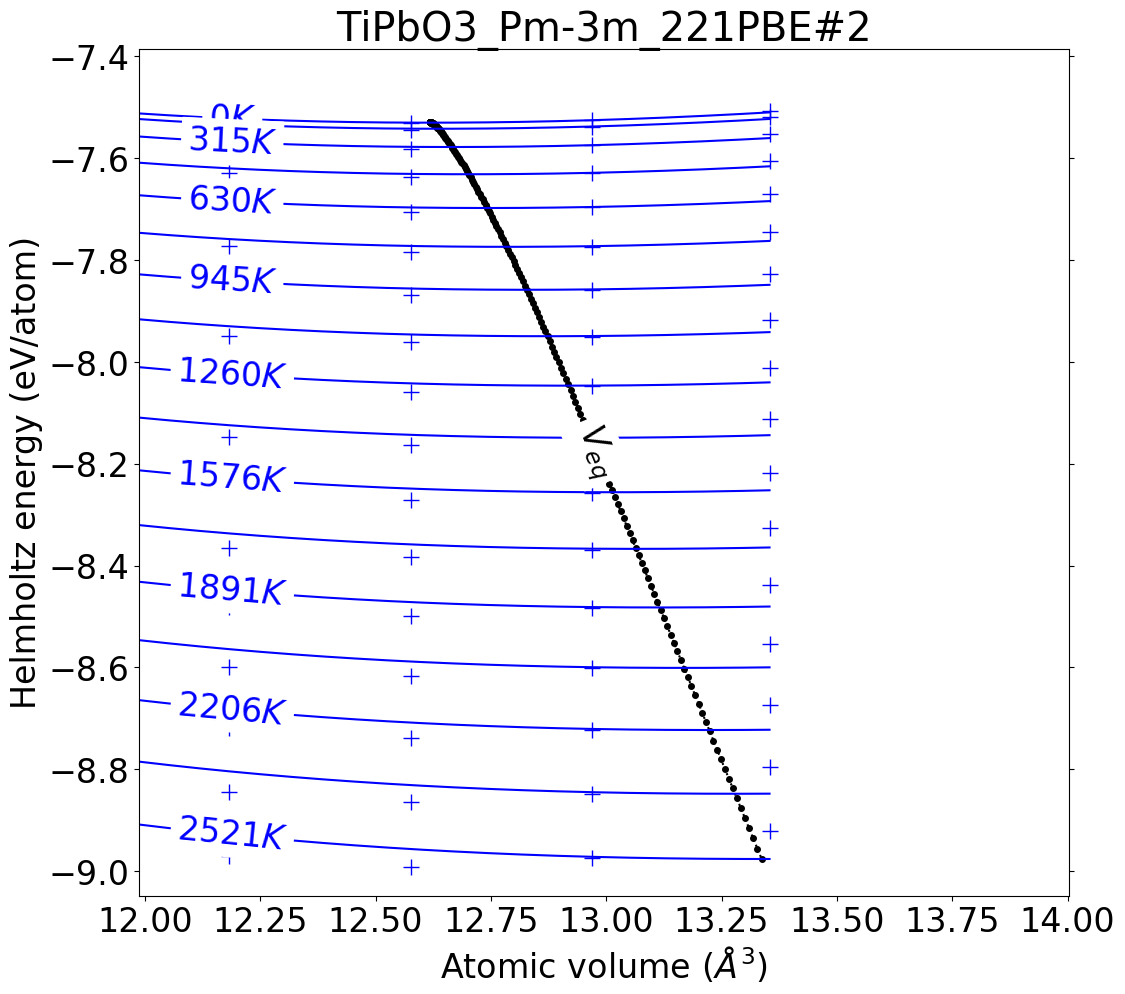 TiPbO3_Pm-3m_221PBE#2
Helmholtz energy (eV/atom)
−7.4
−7.6
−7.8
−8.0
−8.2
−8.4
−8.6
−8.8
−9.0
0K
315K
630K
945K
1260K
1576K
1891K
2206K
2521K
V_eq
12.00 12.25 12.50 12.75 13.00 13.25 13.50 13.75 14.00
Atomic volume (Å³)